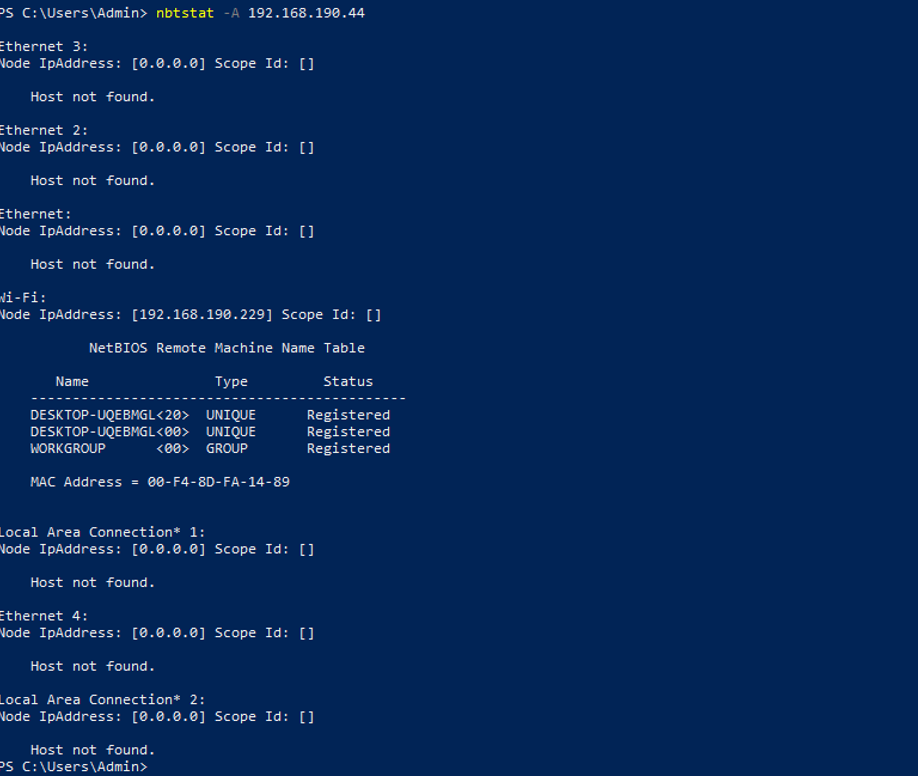 PS C:\Users\Admin> nbtstat -A 192.168.190.44
Ethernet 3:
Node IpAddress: [0.0.0.0] Scope Id: []
Host not found.
Ethernet 2:
Node IpAddress: [0.0.0.0] Scope Id: []
Host not found.
Ethernet:
Node IpAddress: [0.0.0.0] Scope Id: []
Host not found.
Wi-Fi:
Node IpAddress: [192.168.190.229] Scope Id: []
NetBIOS Remote Machine Name Table
Name Type Status
---------------------------------------------
DESKTOP-UQEBMGL<20> UNIQUE Registered
DESKTOP-UQEBMGL<00> UNIQUE Registered
WORKGROUP <00> GROUP Registered
MAC Address = 00-F4-8D-FA-14-89
Local Area Connection* 1:
Node IpAddress: [0.0.0.0] Scope Id: []
Host not found.
Ethernet 4:
Node IpAddress: [0.0.0.0] Scope Id: []
Host not found.
Local Area Connection* 2:
Node IpAddress: [0.0.0.0] Scope Id: []
Host not found.
PS C:\Users\Admin>